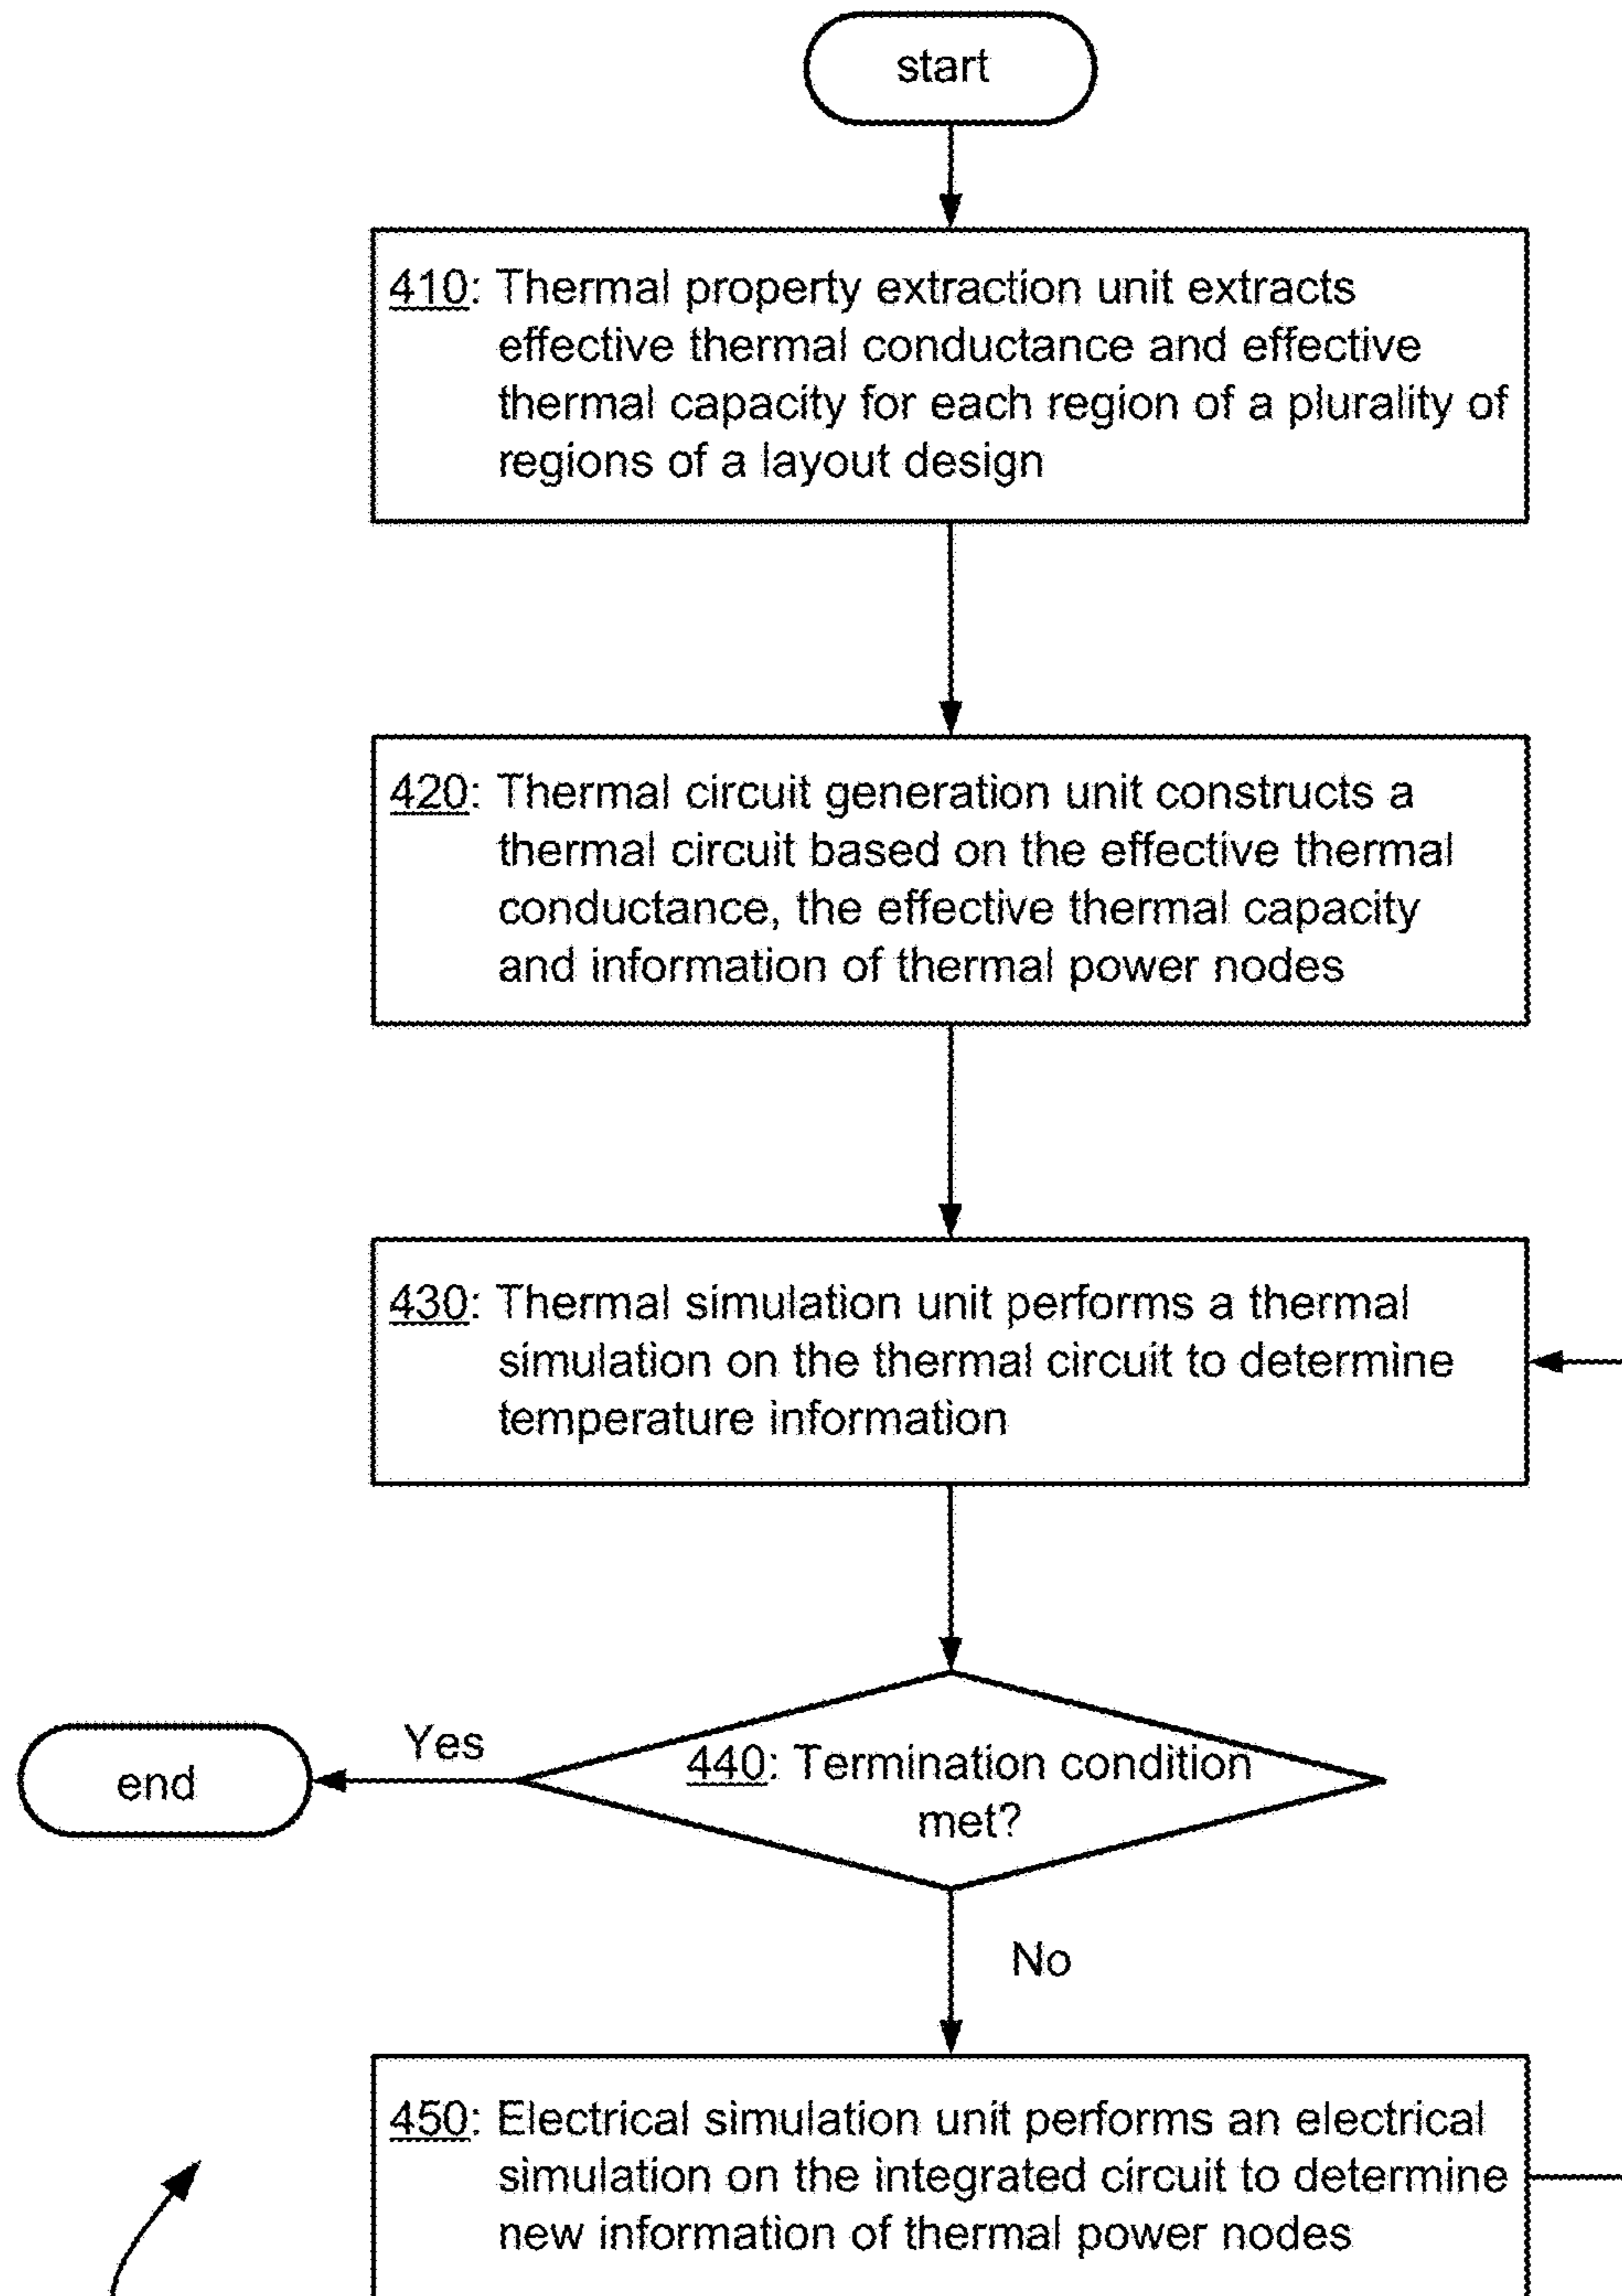 start
410: Thermal property extraction unit extracts
effective thermal conductance and effective
thermal capacity for each region of a plurality of
regions of a layout design
420: Thermal circuit generation unit constructs a
thermal circuit based on the effective thermal
conductance, the effective thermal capacity
and information of thermal power nodes
430: Thermal simulation unit performs a thermal
simulation on the thermal circuit to determine
temperature information
440: Termination condition
met?
Yes
end
No
450: Electrical simulation unit performs an electrical
simulation on the integrated circuit to determine
new information of thermal power nodes